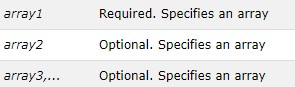 array1 Required. Specifies an array
array2 Optional. Specifies an array
array3,... Optional. Specifies an array